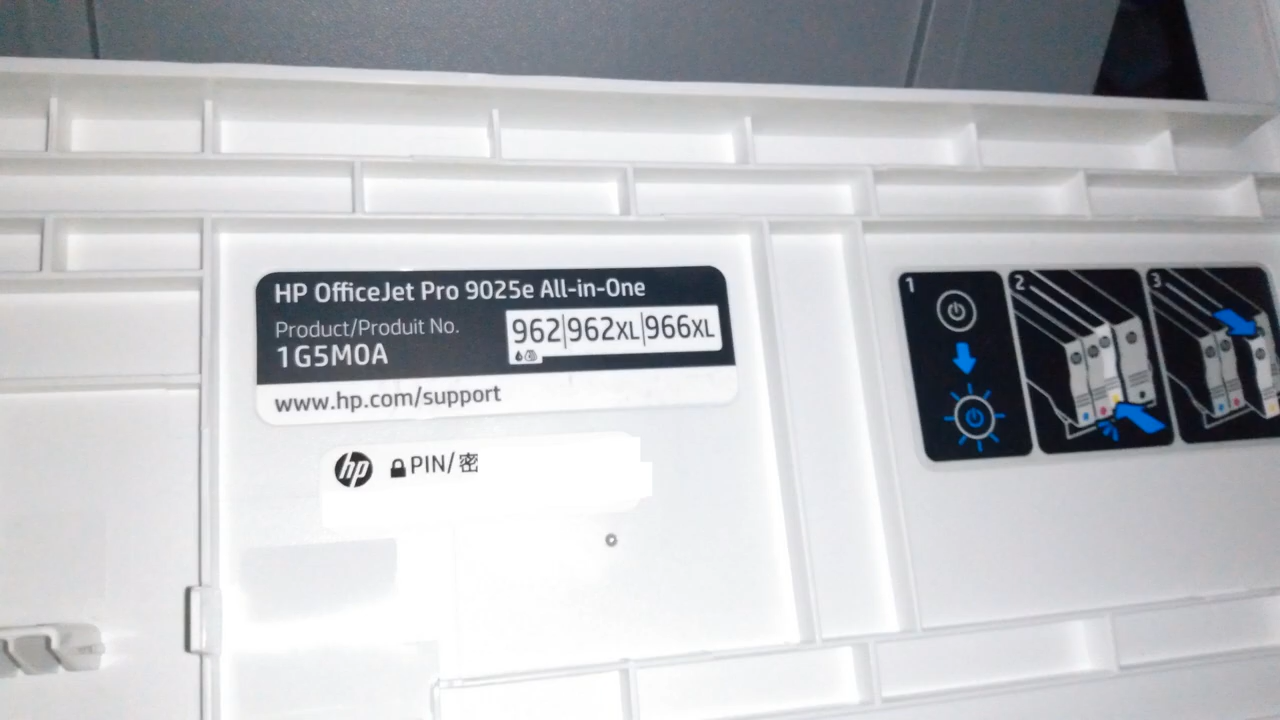 HP OfficeJet Pro 9025e All-in-One
Product/Produit No.
1G5M0A
962|962XL|966XL
www.hp.com/support
hp PIN/密
1
2
3